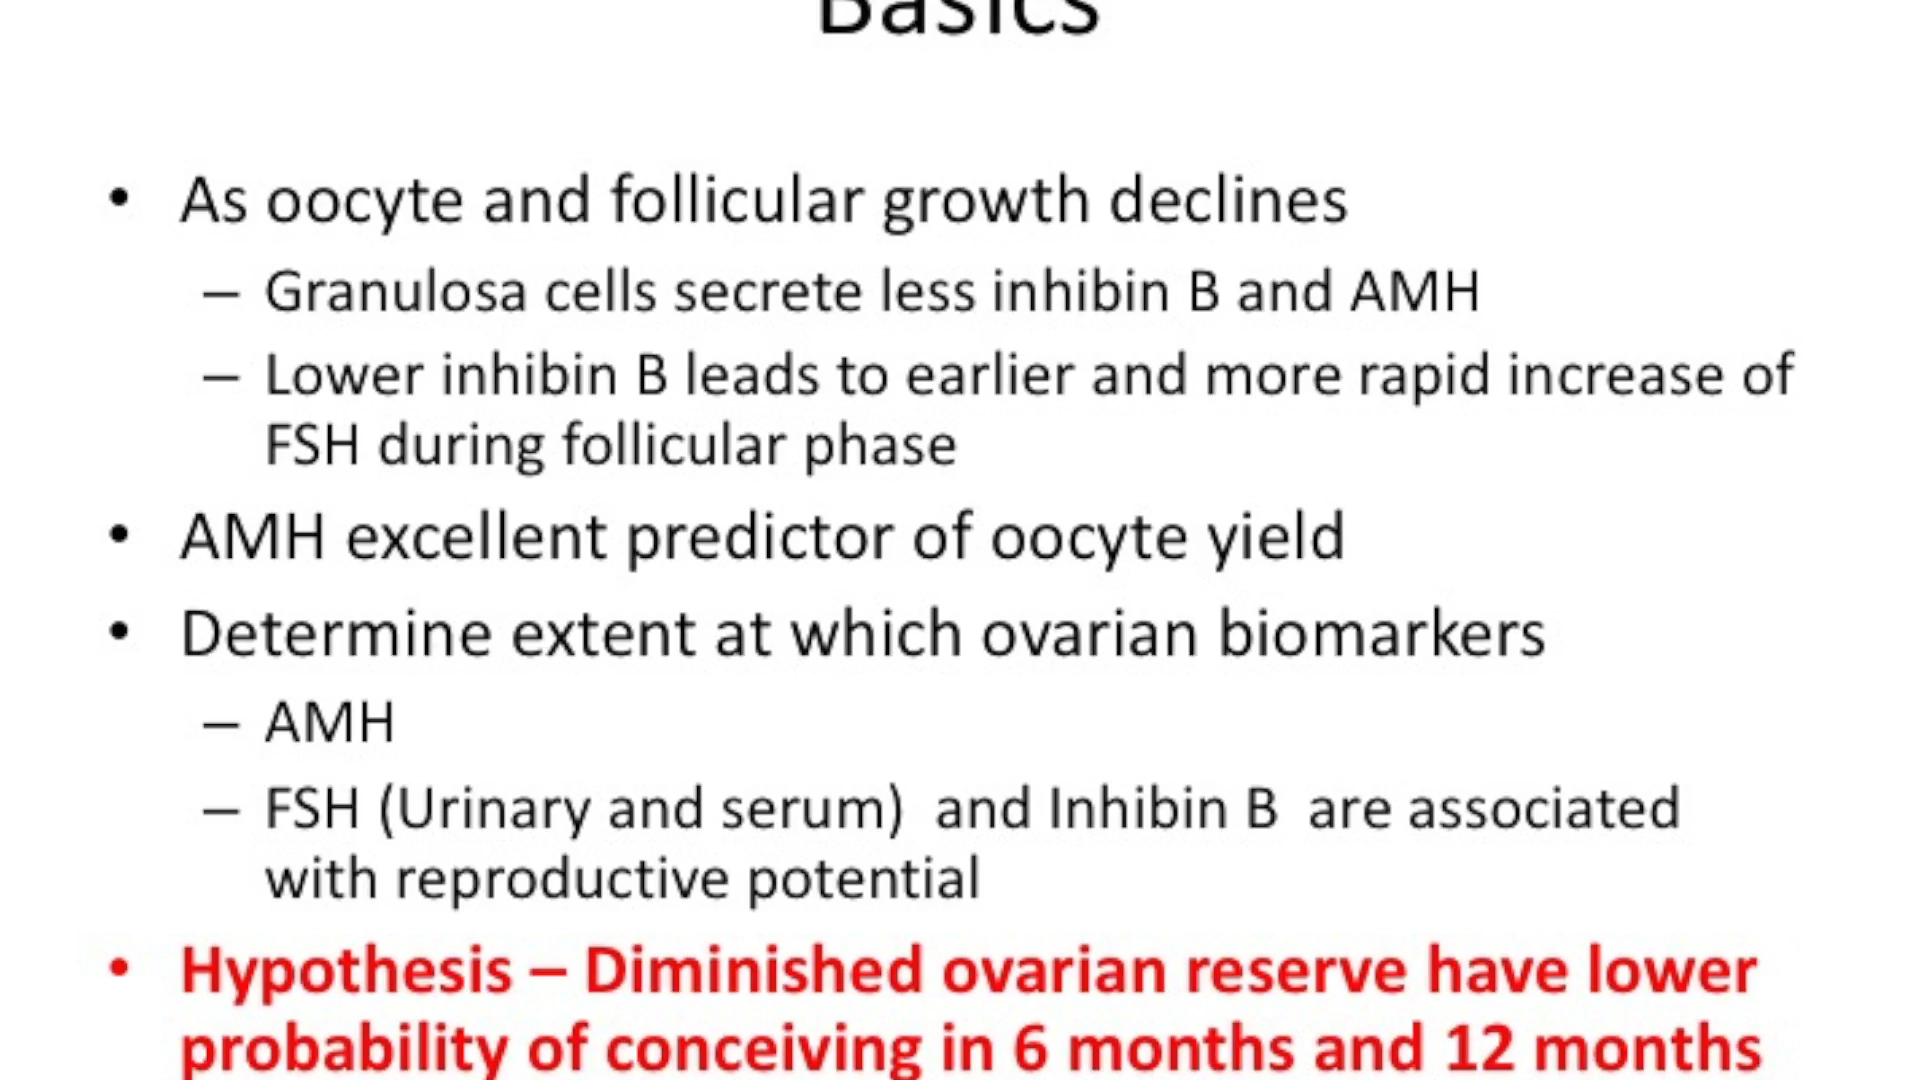 Basics
• As oocyte and follicular growth declines
– Granulosa cells secrete less inhibin B and AMH
– Lower inhibin B leads to earlier and more rapid increase of
FSH during follicular phase
• AMH excellent predictor of oocyte yield
• Determine extent at which ovarian biomarkers
– AMH
– FSH (Urinary and serum) and Inhibin B are associated
with reproductive potential
• Hypothesis – Diminished ovarian reserve have lower
probability of conceiving in 6 months and 12 months